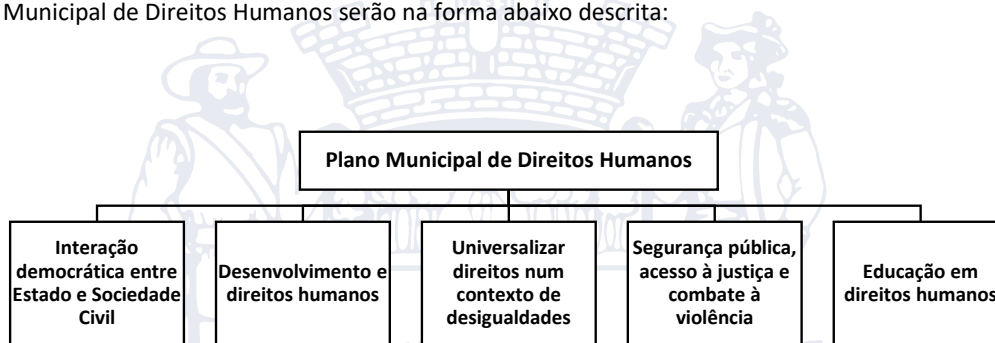 Municipal de Direitos Humanos serão na forma abaixo descrita:
Plano Municipal de Direitos Humanos
Interação
democrática entre
Estado e Sociedade
Civil
Desenvolvimento e
direitos humanos
Universalizar
direitos num
contexto de
desigualdades
Segurança pública,
acesso à justiça e
combate à
violência
Educação em
direitos humanos